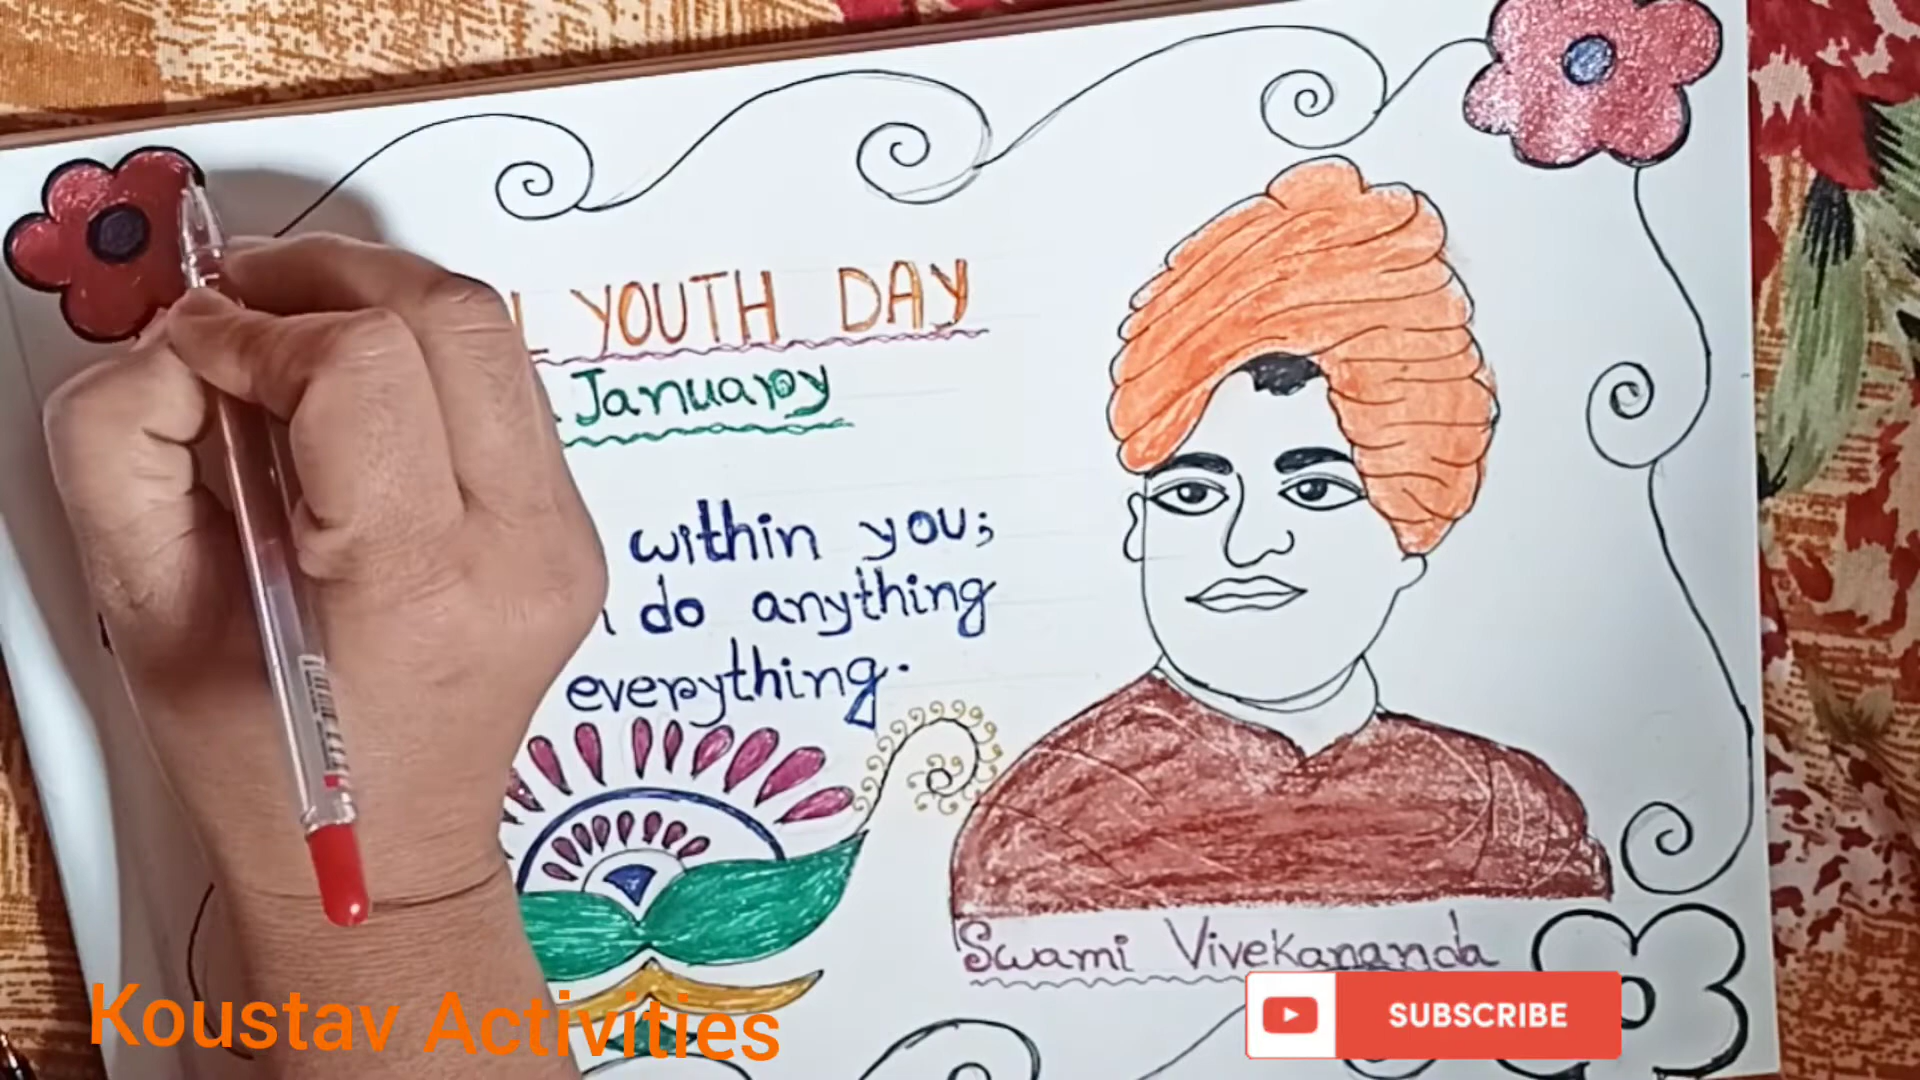 YOUTH DAY
January
within you;
do anything
everything.
Swami Vivekananda
Koustav Activities
SUBSCRIBE